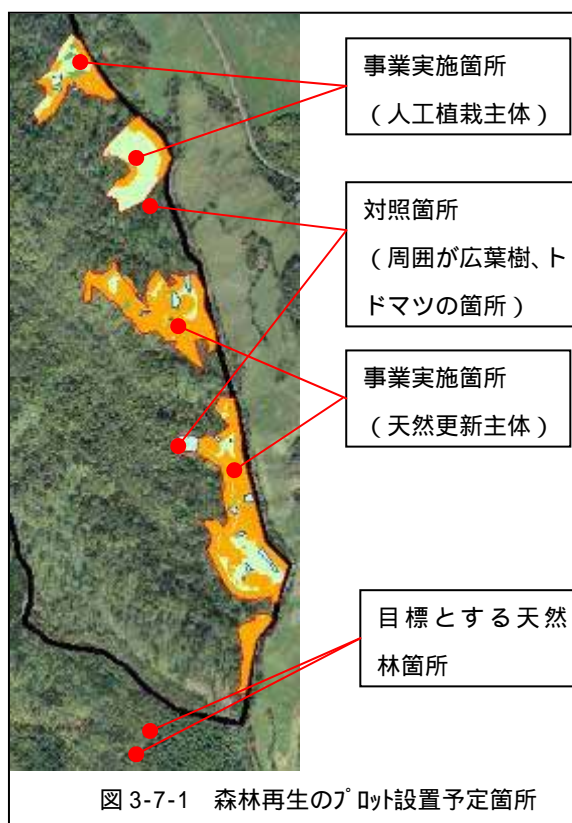 事業実施箇所
（人工植栽主体）
対照箇所
（周囲が広葉樹、ト
ドマツの箇所）
事業実施箇所
（天然更新主体）
目標とする天然
林箇所
図 3-7-1　森林再生のﾌﾟﾛｯﾄ設置予定箇所